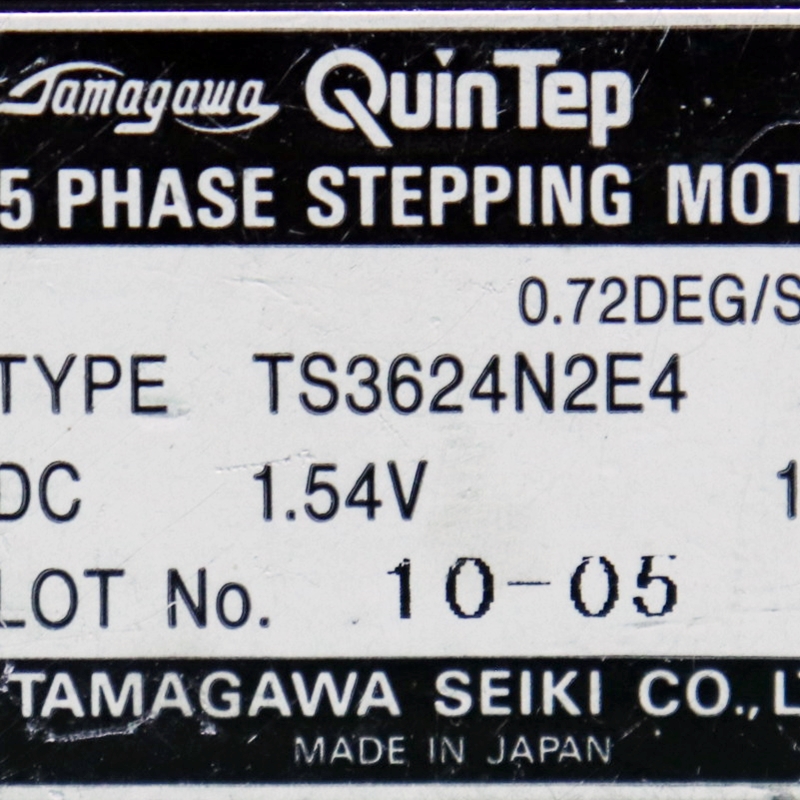 Tamagawa QuinTep
5 PHASE STEPPING MOT
0.72DEG/S
TYPE TS3624N2E4
DC 1.54V 1
LOT No. 10-05
TAMAGAWA SEIKI CO., LT
MADE IN JAPAN